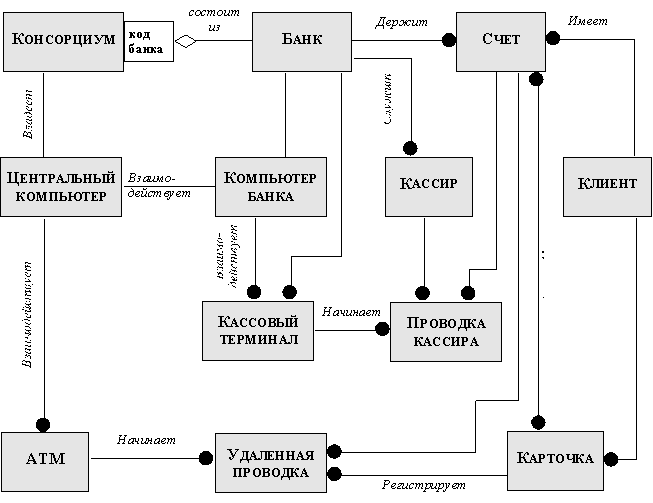 состоит
из
Держит
Имеет
КОНСОРЦИУМ
код
банка
БАНК
СЧЕТ
Владеет
Служит
ЦЕНТРАЛЬНЫЙ
КОМПЬЮТЕР
Взаимо-
действует
КОМПЬЮТЕР
БАНКА
КАССИР
КЛИЕНТ
взаимо-
действует
Взаимодействует
КАССОВЫЙ
ТЕРМИНАЛ
Начинает
ПРОВОДКА
КАССИРА
АТМ
Начинает
УДАЛЕННАЯ
ПРОВОДКА
Регистрирует
КАРТОЧКА